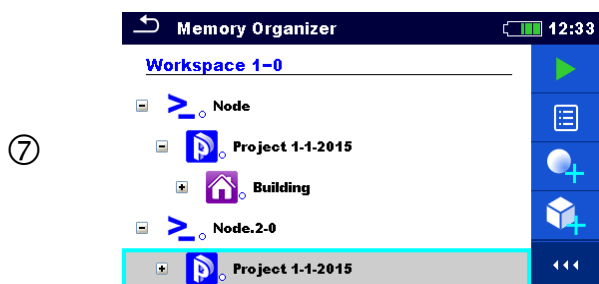 Memory Organizer 12:33
Workspace 1-0
Node
⑦ Project 1-1-2015
Building
Node.2-0
Project 1-1-2015